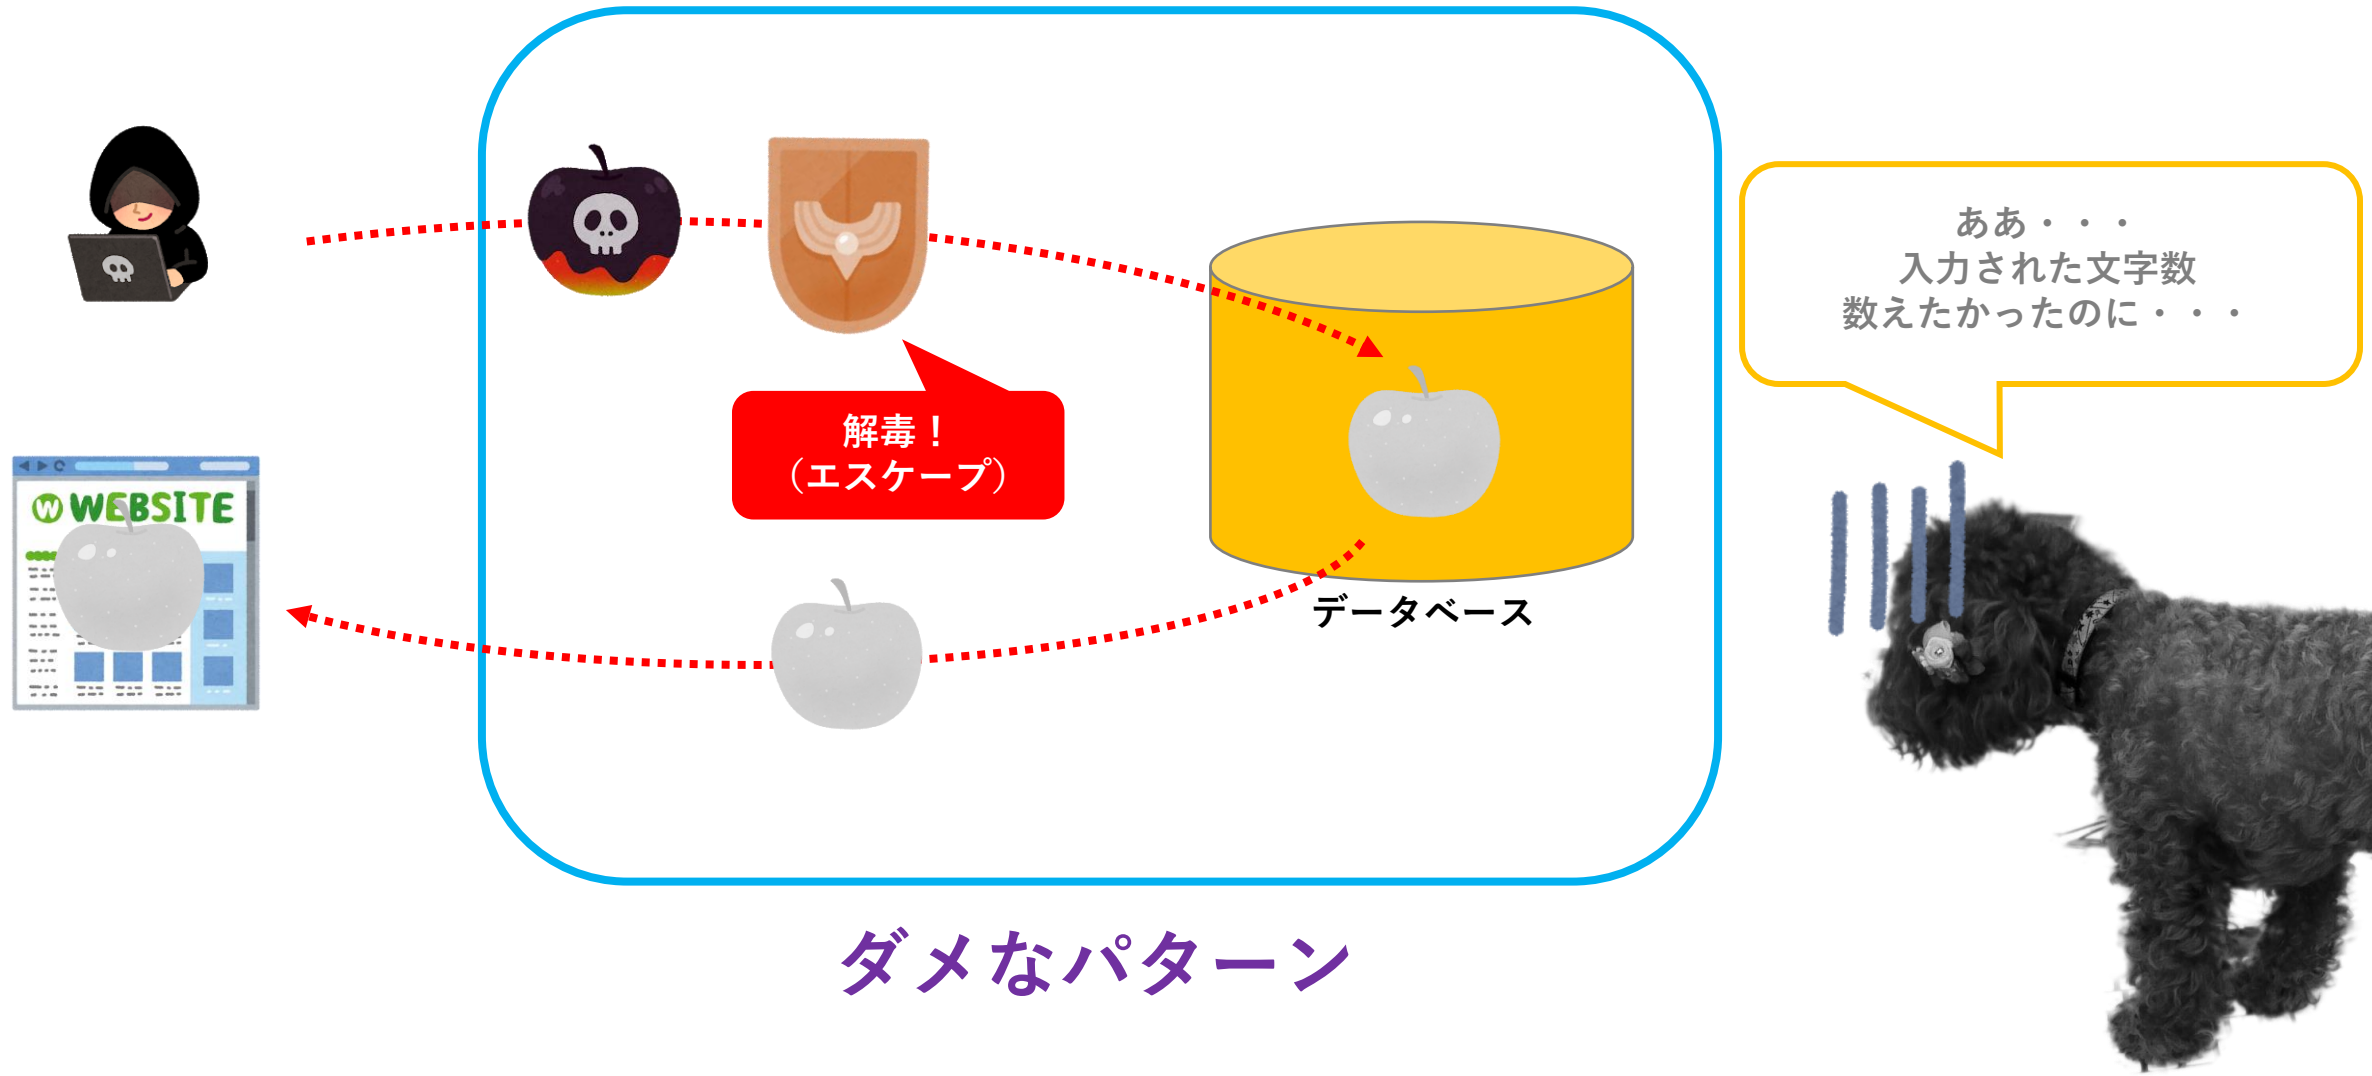 ああ・・・
入力された文字数
数えたかったのに・・・
解毒！
（エスケープ）
W WEBSITE
データベース
ダメなパターン